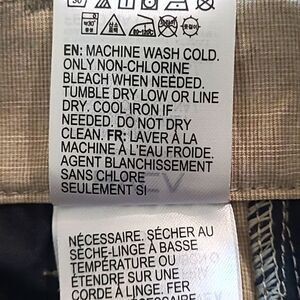 EN: MACHINE WASH COLD.
ONLY NON-CHLORINE
BLEACH WHEN NEEDED.
TUMBLE DRY LOW OR LINE
DRY. COOL IRON IF
NEEDED. DO NOT DRY
CLEAN. FR: LAVER À LA
MACHINE À L'EAU FROIDE.
AGENT BLANCHISSEMENT
SANS CHLORE
SEULEMENT SI
NÉCESSAIRE. SÉCHER AU
SÈCHE-LINGE À BASSE
TEMPÉRATURE OU
ÉTENDRE SUR UNE
CORDE À LINGE. FER